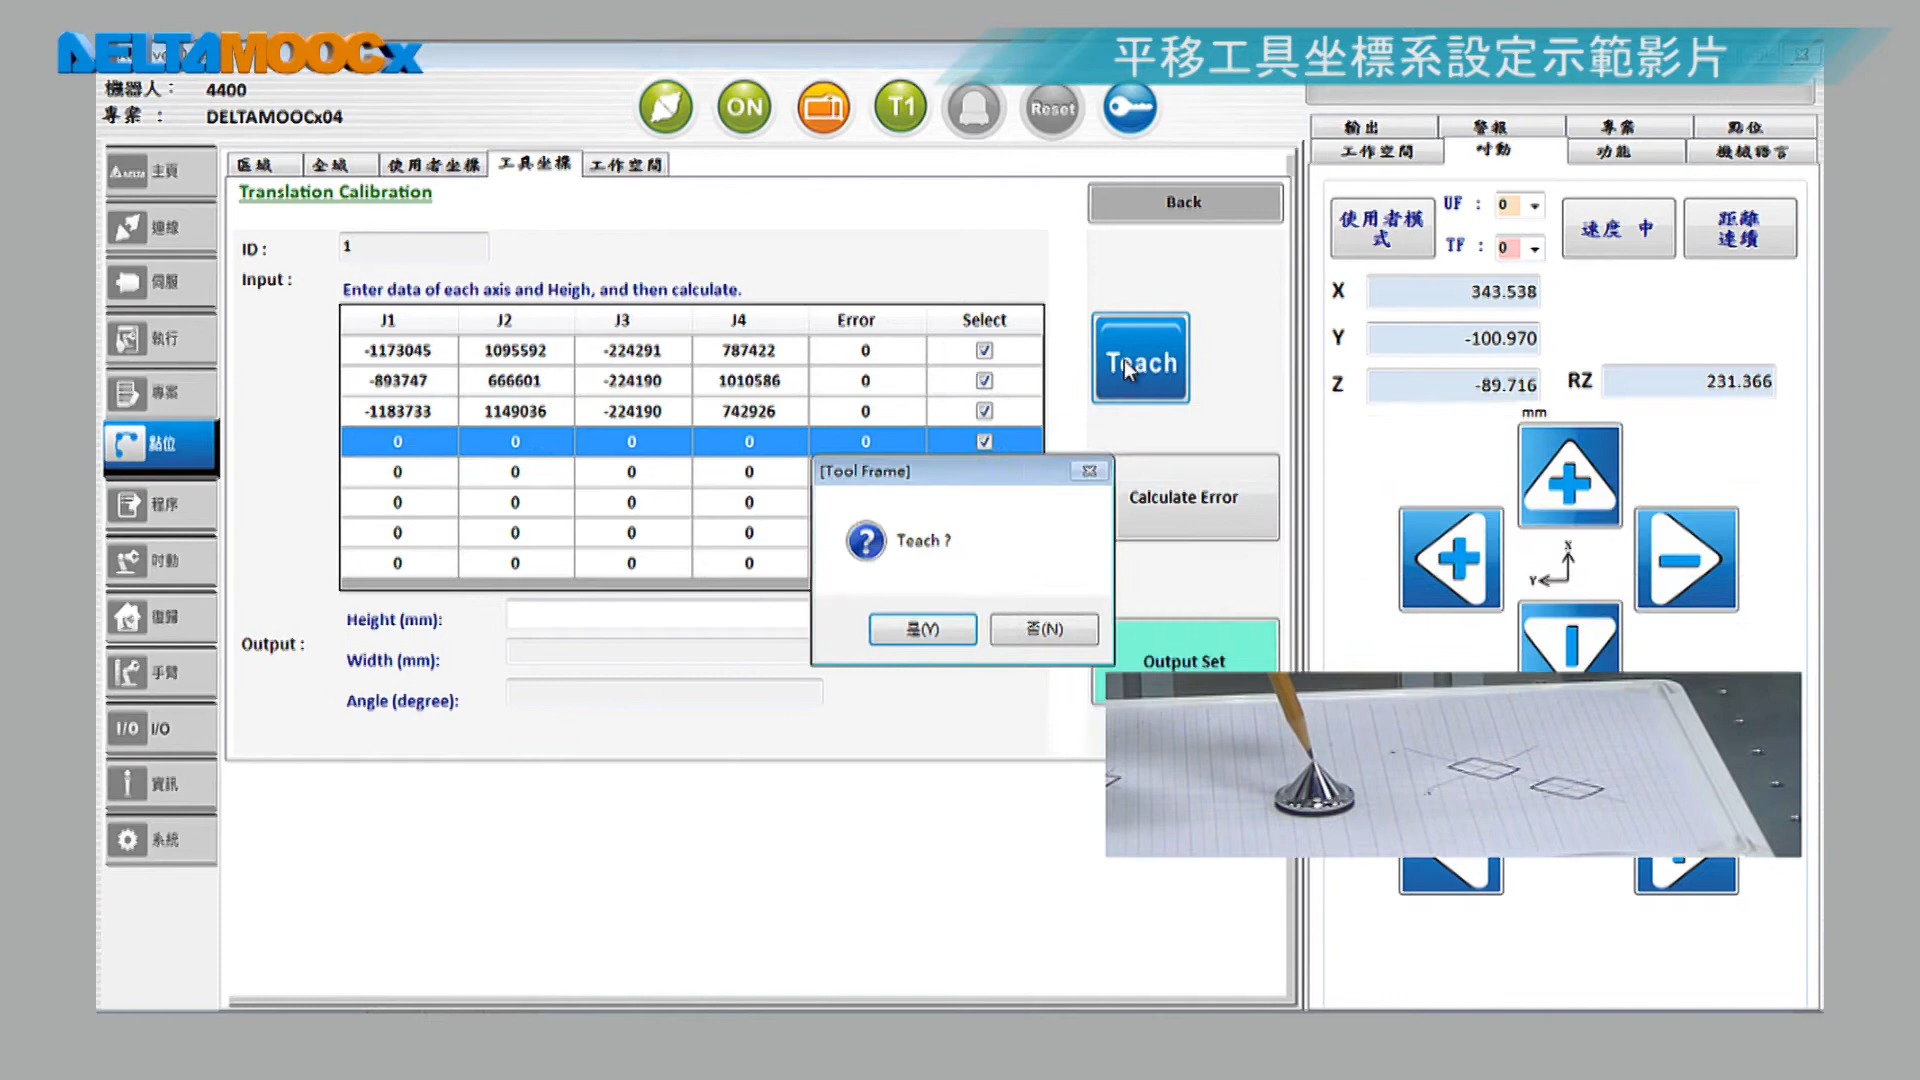 DELTAMOOCx
平移工具坐標系設定示範影片
機器人： 4400
專案 ： DELTAMOOCx04
ON
T1
Reset
區域 全域 使用者坐標 工具坐標 工作空間
Translation Calibration
Back
ID : 1
Input :
Enter data of each axis and Heigh, and then calculate.
J1 J2 J3 J4 Error Select
-1173045 1095592 -224291 787422 0
-893747 666601 -224190 1010586 0
-1183733 1149036 -224190 742926 0
0 0 0 0 0
0 0 0 0
0 0 0 0
0 0 0 0
0 0 0 0
Teach
Calculate Error
Output Set
[Tool Frame]
Teach ?
是(Y) 否(N)
Output :
Height (mm):
Width (mm):
Angle (degree):
主頁
連線
伺服
執行
專案
點位
程序
吋動
復歸
手臂
I/O I/O
資訊
系統
輸出 警報 專案 點位
工作空間 吋動 功能 機械語言
使用者模式
UF : 0
TF : 0
速度 中
距離 連續
X 343.538
Y -100.970
Z -89.716 RZ 231.366
mm
X
Y